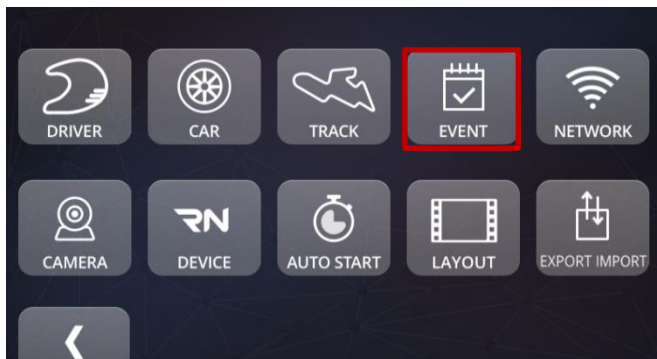 DRIVER
CAR
TRACK
EVENT
NETWORK
RN
CAMERA
DEVICE
AUTO START
LAYOUT
EXPORT IMPORT